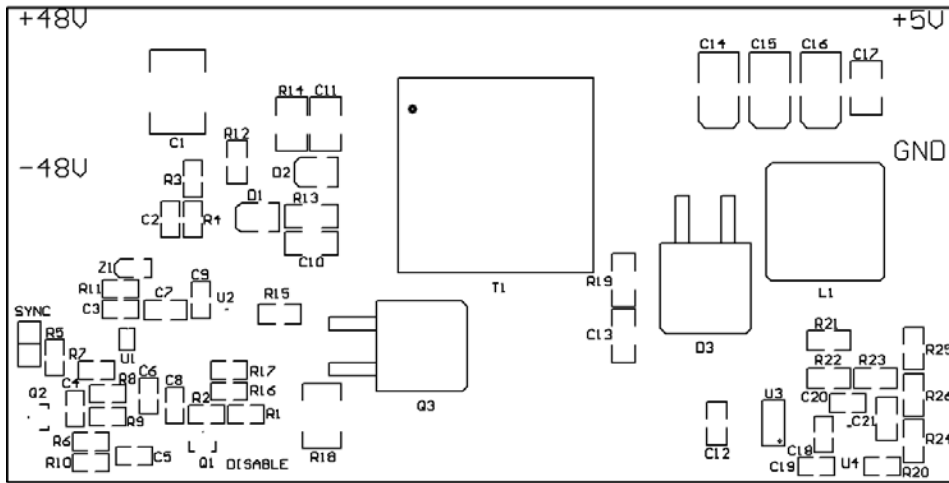 +48V +5V
C14 C15 C16 C17
R14 C11
R12 C1
-48V GND
D2
R3
R13
D1
C2 R4
C10
Z1
C9
R11
C7 U2
T1
R19
L1
C3
R15
SYNC
C13
R21
R5 U1
D3
R25
R7
R22 R23
R17
C6
R8
C8
R16
C4
Q2
R2
R1
Q3
C20
R26
U3
C21
R9
R6
C18
R24
R10 C5 Q1 DISABLE R18
C12
C19 U4 R20